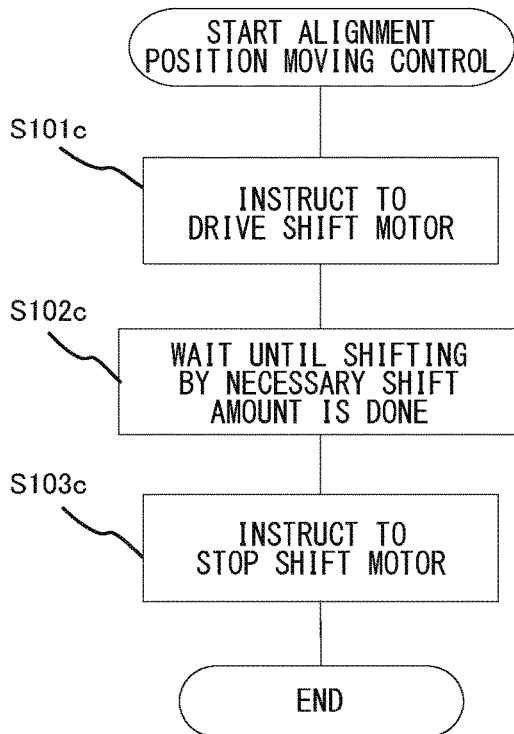 START ALIGNMENT
POSITION MOVING CONTROL
S101c
INSTRUCT TO
DRIVE SHIFT MOTOR
S102c
WAIT UNTIL SHIFTING
BY NECESSARY SHIFT
AMOUNT IS DONE
S103c
INSTRUCT TO
STOP SHIFT MOTOR
END